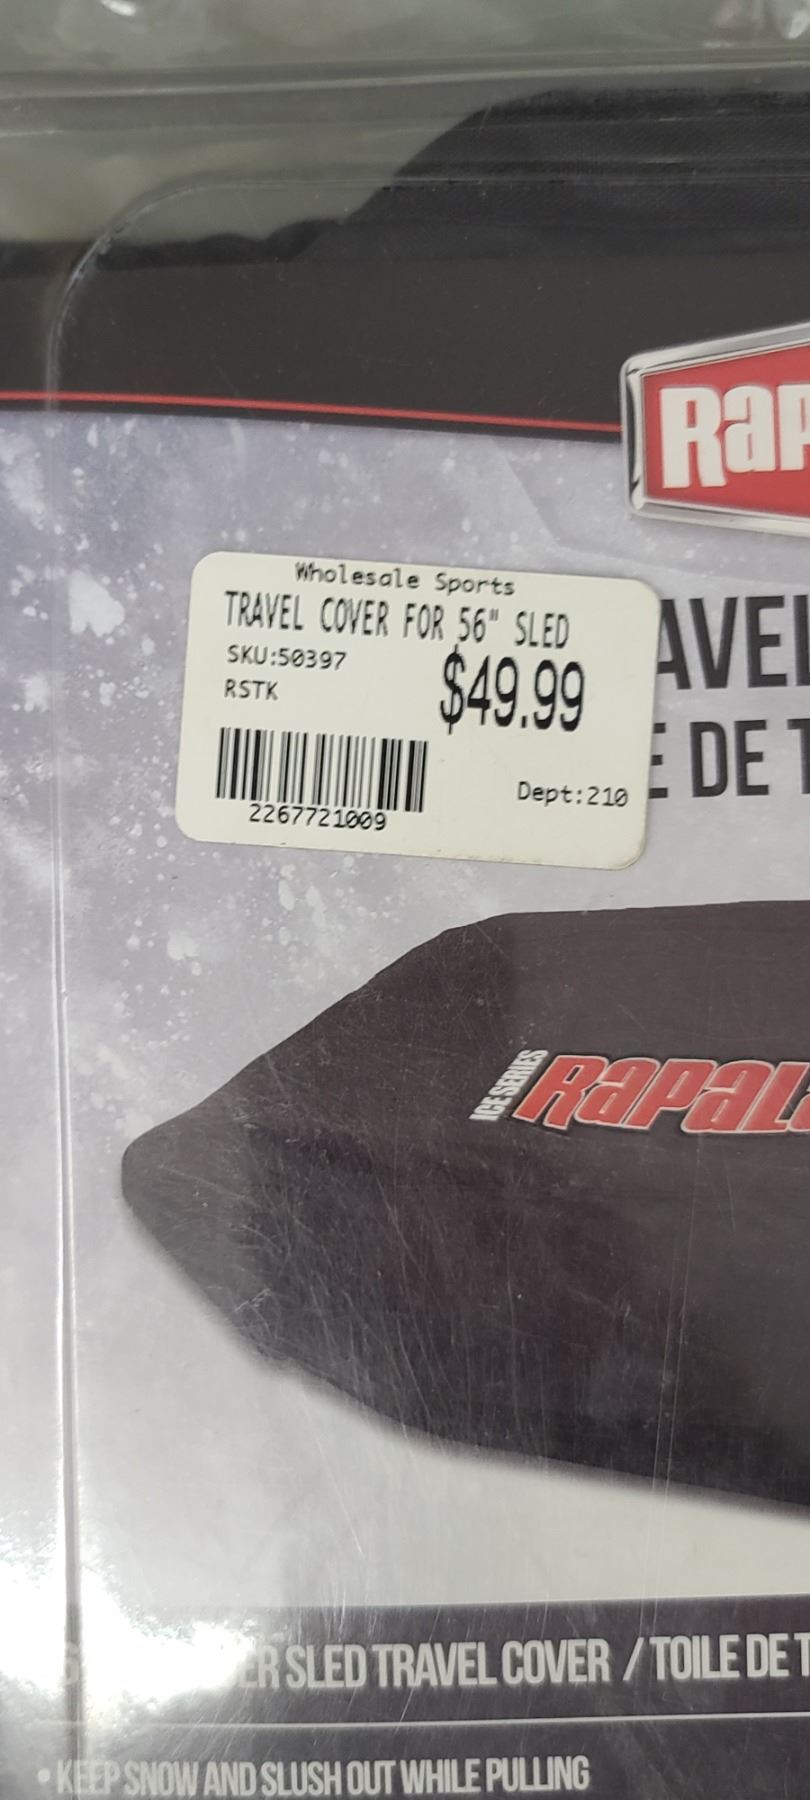 RAP
Wholesale Sports
TRAVEL COVER FOR 56" SLED
SKU:50397
$49.99
RSTK
2267721009
Dept:210
AVEL
E DE T
ICE SERIES
RAPALA
ER SLED TRAVEL COVER / TOILE DE T
• KEEP SNOW AND SLUSH OUT WHILE PULLING